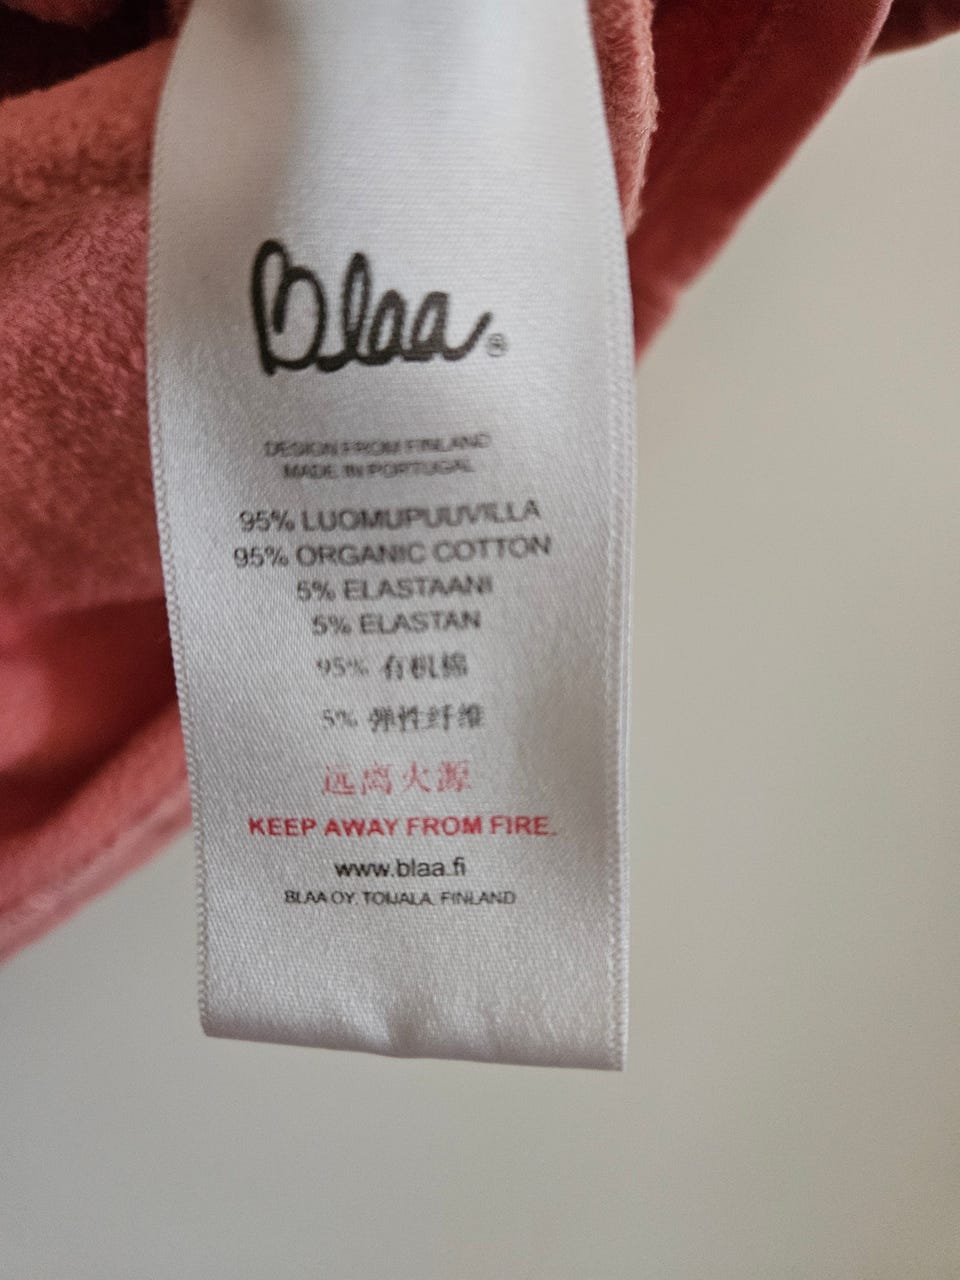 Blaa®
DESIGN FROM FINLAND
MADE IN PORTUGAL
95% LUOMUPUUVILLA
95% ORGANIC COTTON
5% ELASTAANI
5% ELASTAN
95% 有机棉
5% 弹性纤维
远离火源
KEEP AWAY FROM FIRE.
www.blaa.fi
BLAA OY, TOIJALA, FINLAND